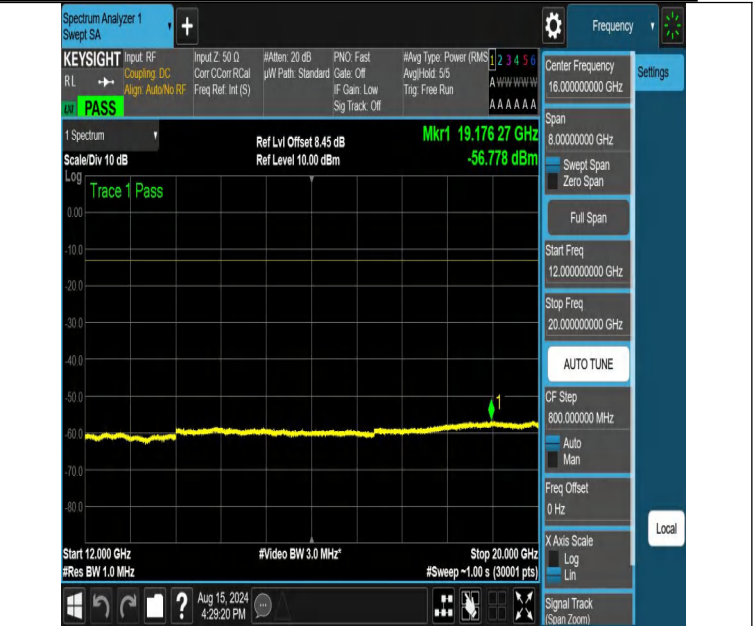 Spectrum Analyzer 1
Swept SA
+
Frequency
KEYSIGHT
RL
PASS
Input: RF
Coupling: DC
Align: Auto/No RF
Input Z: 50 Ω
Corr CCorr RCal
Freq Ref: Int (S)
#Atten: 20 dB
µW Path: Standard
PNO: Fast
Gate: Off
IF Gain: Low
Sig Track: Off
#Avg Type: Power (RMS
Avg|Hold: 5/5
Trig: Free Run
1 2 3 4 5 6
A W W W W W
A A A A A A
1 Spectrum
Scale/Div 10 dB
Ref Lvl Offset 8.45 dB
Ref Level 10.00 dBm
Mkr1 19.176 27 GHz
-56.778 dBm
Log
Trace 1 Pass
0.00
-10.0
-20.0
-30.0
-40.0
-50.0
-60.0
-70.0
-80.0
1
Start 12.000 GHz
#Res BW 1.0 MHz
#Video BW 3.0 MHz*
Stop 20.000 GHz
#Sweep ~1.00 s (30001 pts)
Center Frequency
16.000000000 GHz
Span
8.00000000 GHz
Swept Span
Zero Span
Full Span
Start Freq
12.000000000 GHz
Stop Freq
20.000000000 GHz
AUTO TUNE
CF Step
800.000000 MHz
Auto
Man
Freq Offset
0 Hz
X Axis Scale
Log
Lin
Signal Track
(Span Zoom)
Settings
Local
?
Aug 15, 2024
4:29:20 PM